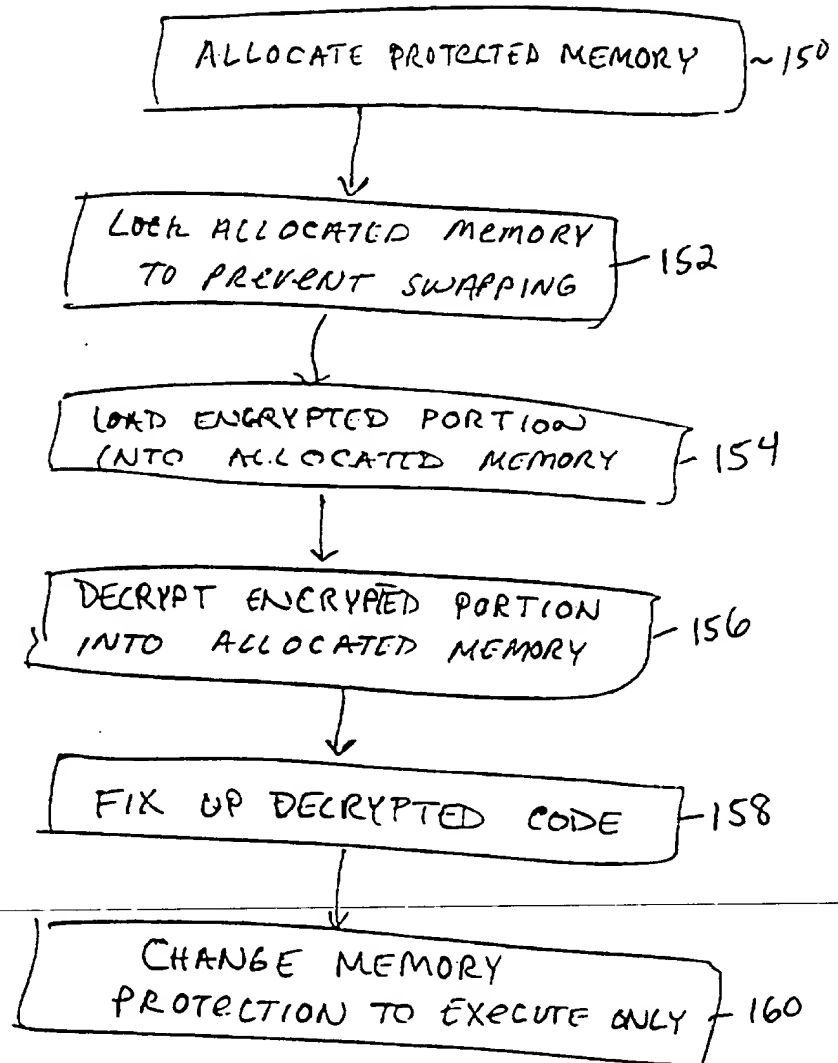 ALLOCATE PROTECTED MEMORY ~150
LOCK ALLOCATED MEMORY
TO PREVENT SWAPPING
152
LOAD ENCRYPTED PORTION
INTO ALLOCATED MEMORY
154
DECRYPT ENCRYPTED PORTION
INTO ALLOCATED MEMORY
156
FIX UP DECRYPTED CODE
158
CHANGE MEMORY
PROTECTION TO EXECUTE ONLY
160